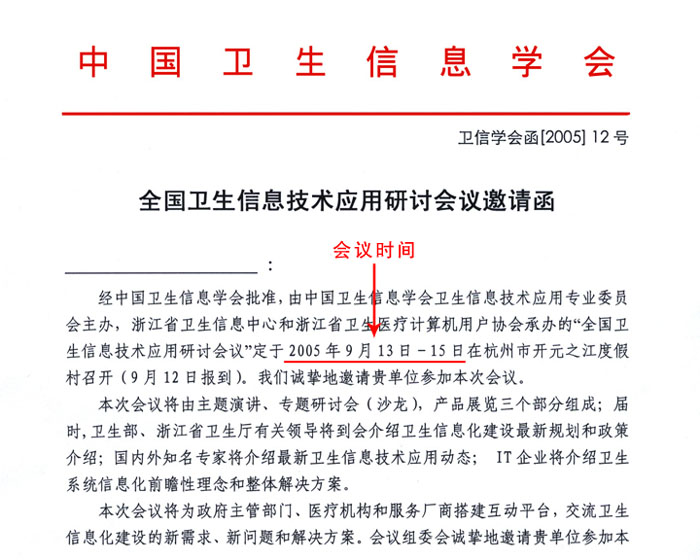 中国卫生信息学会
卫信学会函[2005] 12号
全国卫生信息技术应用研讨会议邀请函
会议时间
：
经中国卫生信息学会批准，由中国卫生信息学会卫生信息技术应用专业委员
会主办，浙江省卫生信息中心和浙江省卫生医疗计算机用户协会承办的“全国卫
生信息技术应用研讨会议”定于 2005年9月13日-15日在杭州市开元之江度假
村召开（9月12日报到）。我们诚挚地邀请贵单位参加本次会议。
本次会议将由主题演讲、专题研讨会（沙龙），产品展览三个部分组成；届
时，卫生部、浙江省卫生厅有关领导将到会介绍卫生信息化建设最新规划和政策
介绍；国内外知名专家将介绍最新卫生信息技术应用动态； IT企业将介绍卫生
系统信息化前瞻性理念和整体解决方案。
本次会议将为政府主管部门、医疗机构和服务厂商搭建互动平台，交流卫生
信息化建设的新需求、新问题和解决方案。会议组委会诚挚地邀请贵单位参加本